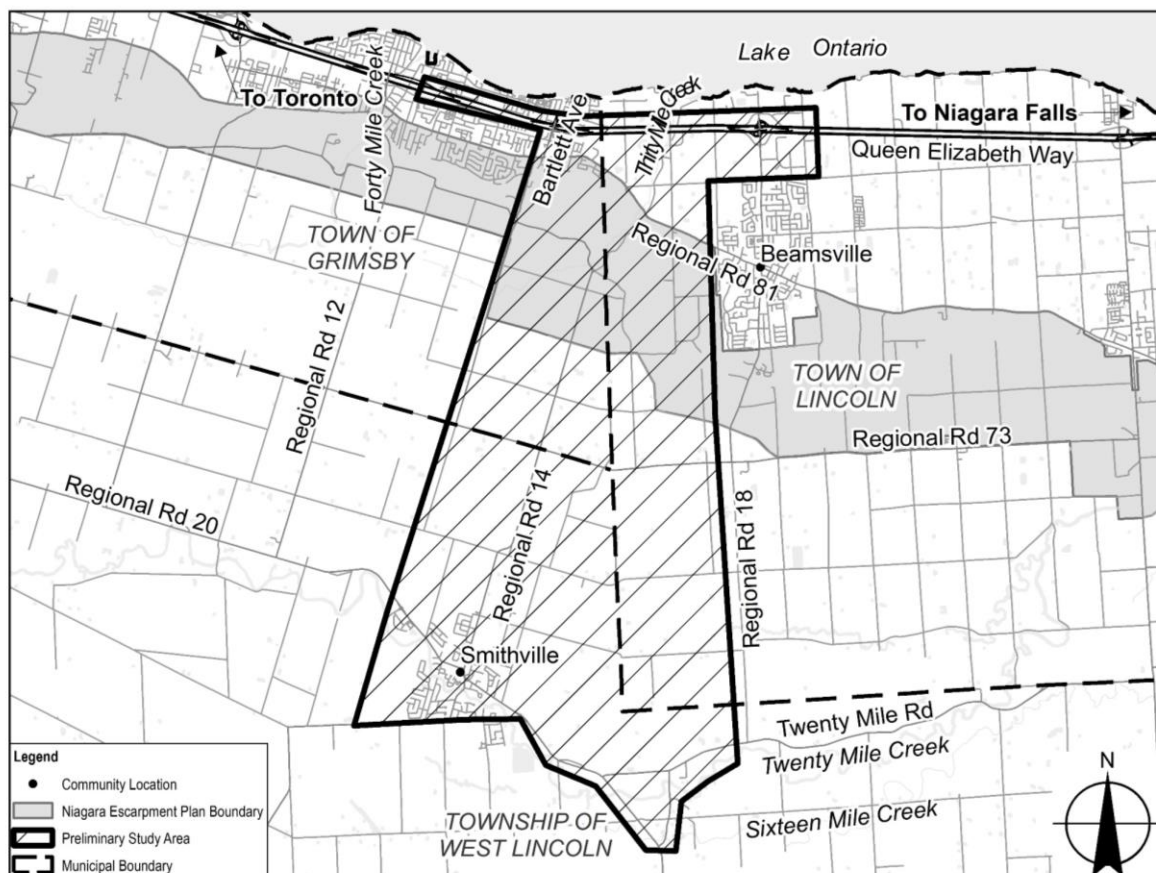 Lake Ontario
To Toronto
Forty Mile Creek
Bartlett Ave
Thirty Mile Creek
To Niagara Falls
Queen Elizabeth Way
TOWN OF
GRIMSBY
Regional Rd 81
Beamsville
Regional Rd 12
TOWN OF
LINCOLN
Regional Rd 73
Regional Rd 20
Regional Rd 14
Regional Rd 18
Smithville
Twenty Mile Rd
Twenty Mile Creek
Sixteen Mile Creek
TOWNSHIP OF
WEST LINCOLN
N
Legend
Community Location
Niagara Escarpment Plan Boundary
Preliminary Study Area
Municipal Boundary